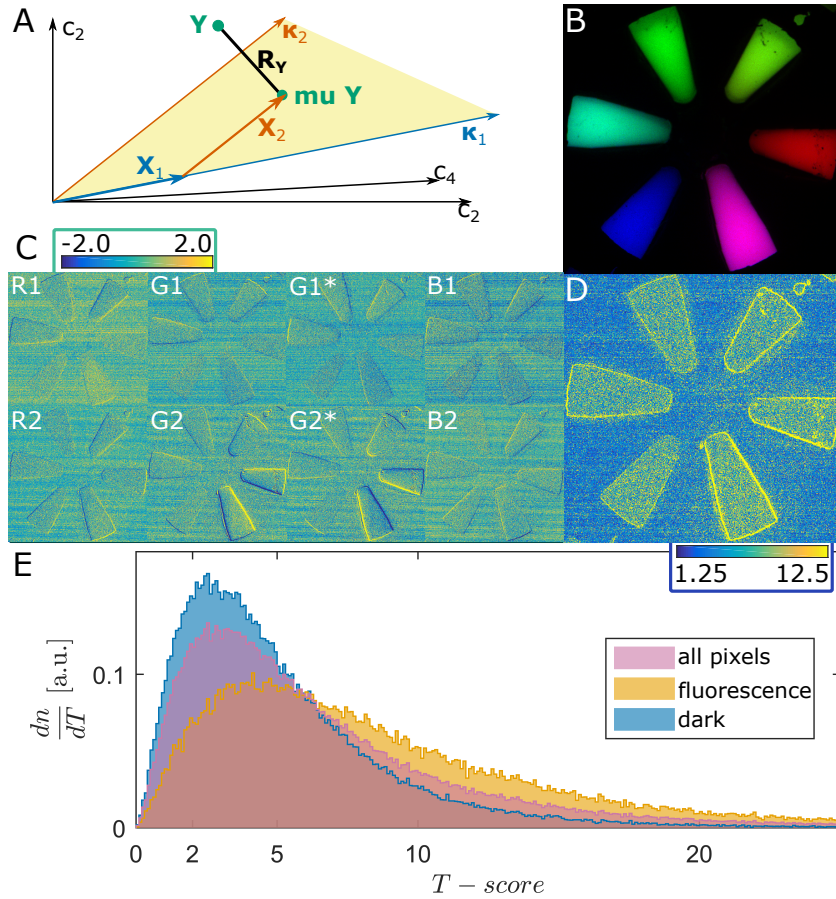 A
C₂
Y
κ₂
R_Y
mu Y
X₂
κ₁
X₁
C₄
C₂
B
C
-2.0 2.0
R1 G1 G1* B1
R2 G2 G2* B2
D
1.25 12.5
E
dn/dT [a.u.]
0.1
0
all pixels
fluorescence
dark
0 2 5 10 20
T − score